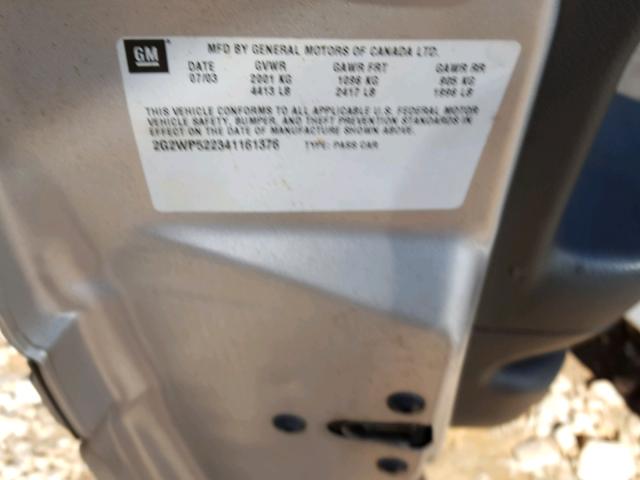 GM
MFD BY GENERAL MOTORS OF CANADA LTD.
DATE GVWR GAWR FRT GAWR RR
07/03 2001 KG 1096 KG 905 KG
4413 LB 2417 LB 1996 LB
THIS VEHICLE CONFORMS TO ALL APPLICABLE U.S. FEDERAL MOTOR
VEHICLE SAFETY, BUMPER, AND THEFT PREVENTION STANDARDS IN
EFFECT ON THE DATE OF MANUFACTURE SHOWN ABOVE.
2G2WP522341161376 TYPE: PASS CAR